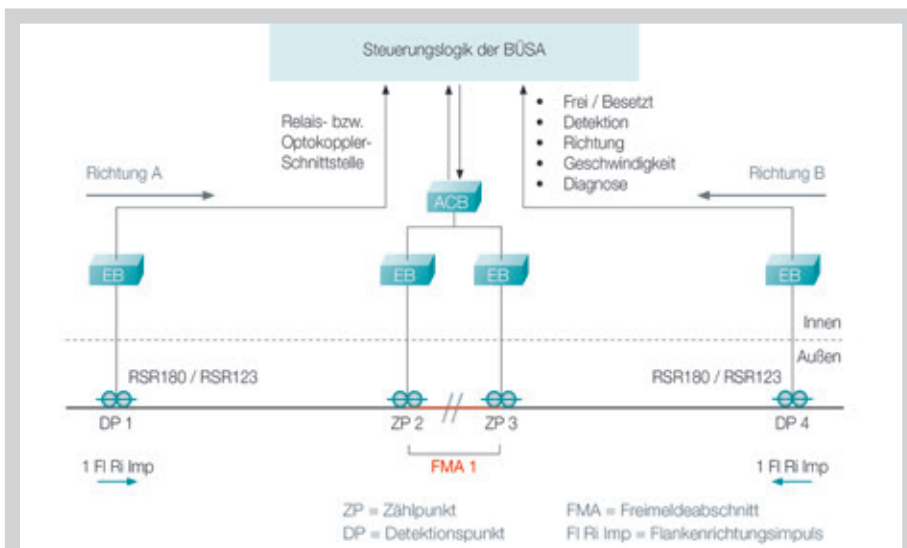 Steuerungslogik der BÜSA
Relais- bzw.
Optokoppler-
Schnittstelle
• Frei / Besetzt
• Detektion
• Richtung
• Geschwindigkeit
• Diagnose
Richtung A
Richtung B
ACB
EB
EB
EB
EB
Innen
Außen
RSR180 / RSR123
RSR180 / RSR123
DP 1
ZP 2
ZP 3
DP 4
1 Fl Ri Imp
FMA 1
1 Fl Ri Imp
ZP = Zählpunkt
FMA = Freimeldeabschnitt
DP = Detektionspunkt
Fl Ri Imp = Flankenrichtungsimpuls